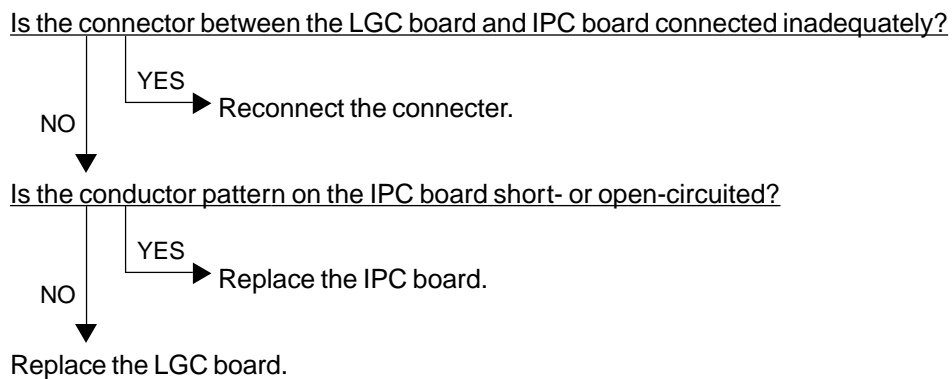 Is the connector between the LGC board and IPC board connected inadequately?
YES
Reconnect the connecter.
NO
Is the conductor pattern on the IPC board short- or open-circuited?
YES
Replace the IPC board.
NO
Replace the LGC board.